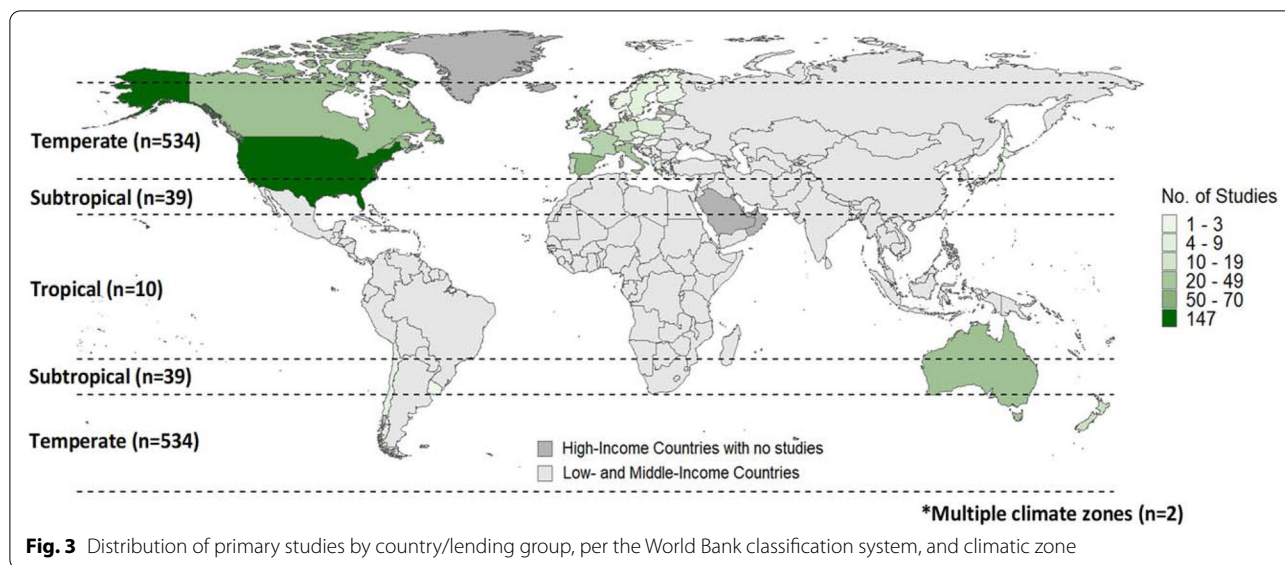 Temperate (n=534)
Subtropical (n=39)
Tropical (n=10)
Subtropical (n=39)
Temperate (n=534)
No. of Studies
1 - 3
4 - 9
10 - 19
20 - 49
50 - 70
147
High-Income Countries with no studies
Low- and Middle-Income Countries
*Multiple climate zones (n=2)
Fig. 3 Distribution of primary studies by country/lending group, per the World Bank classification system, and climatic zone